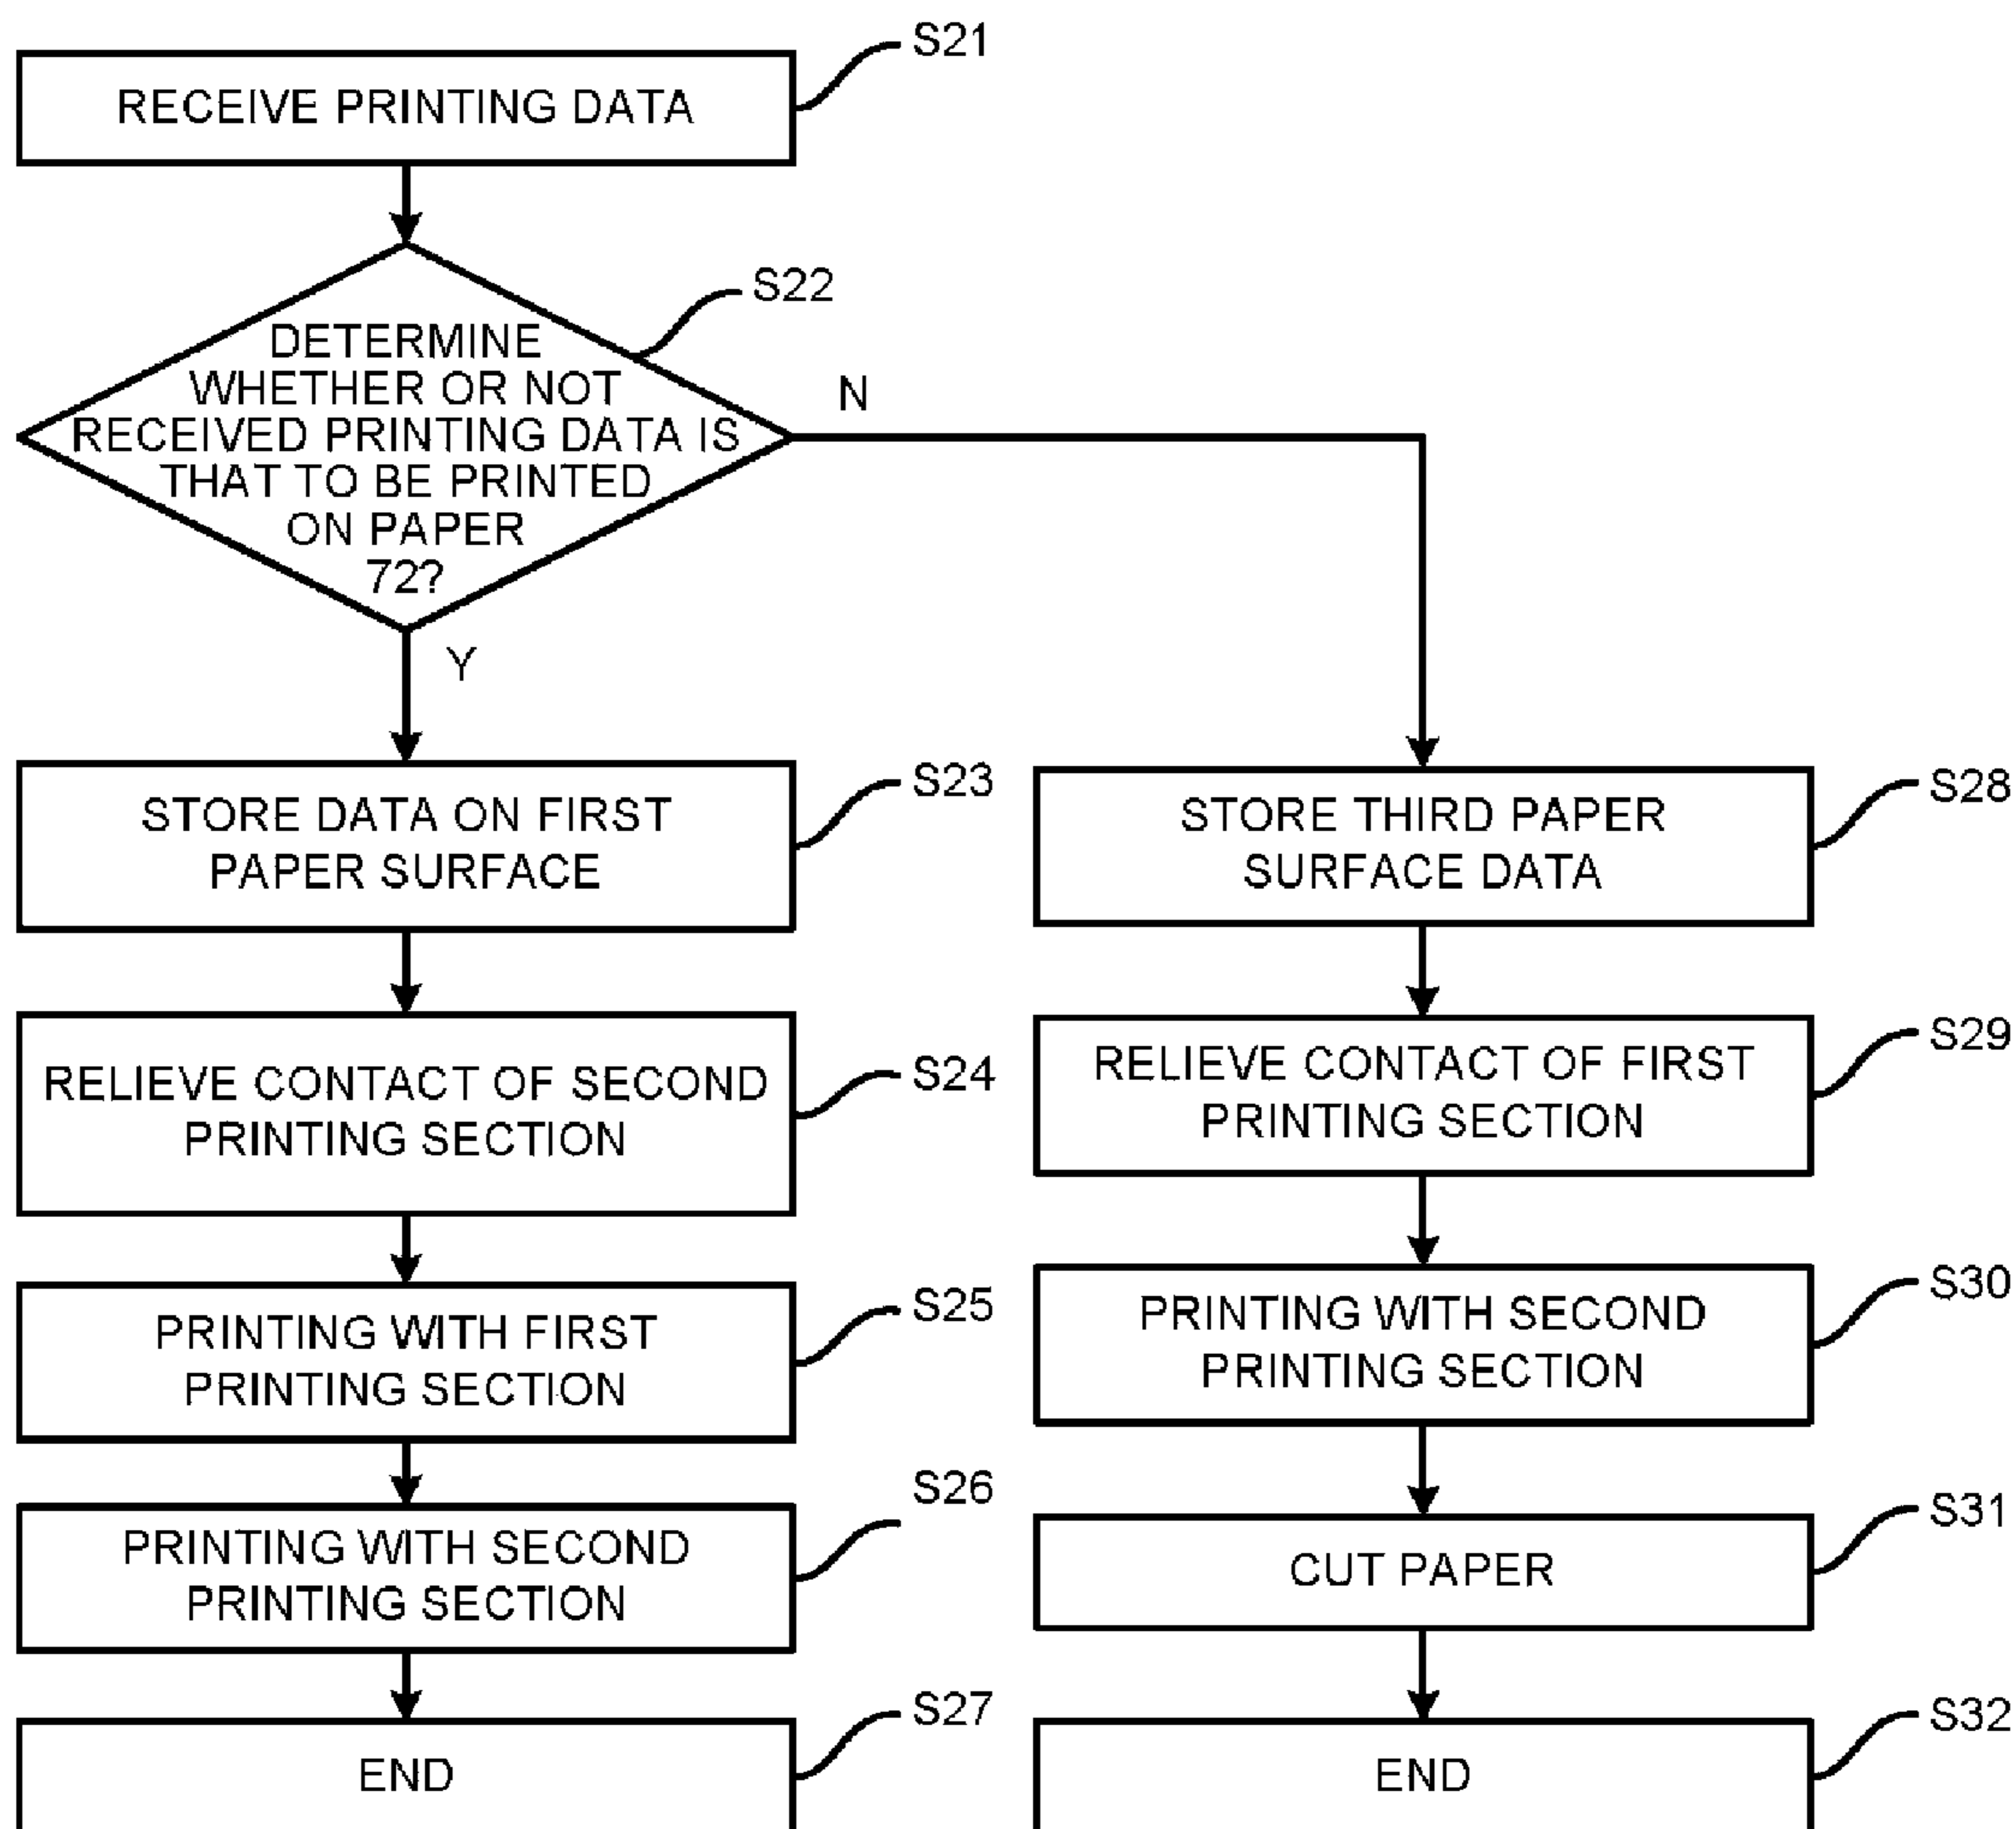 S21
RECEIVE PRINTING DATA
S22
DETERMINE
WHETHER OR NOT
RECEIVED PRINTING DATA IS
THAT TO BE PRINTED
ON PAPER
72?
N
Y
S23
STORE DATA ON FIRST
PAPER SURFACE
S24
RELIEVE CONTACT OF SECOND
PRINTING SECTION
S25
PRINTING WITH FIRST
PRINTING SECTION
S26
PRINTING WITH SECOND
PRINTING SECTION
S27
END
S28
STORE THIRD PAPER
SURFACE DATA
S29
RELIEVE CONTACT OF FIRST
PRINTING SECTION
S30
PRINTING WITH SECOND
PRINTING SECTION
S31
CUT PAPER
S32
END